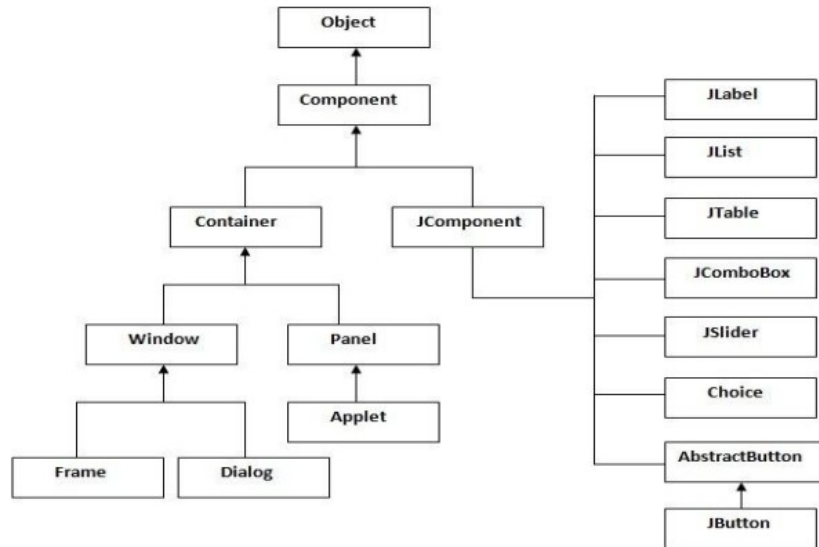 Object
Component
Container
JComponent
Window
Panel
Applet
Frame
Dialog
JLabel
JList
JTable
JComboBox
JSlider
Choice
AbstractButton
JButton